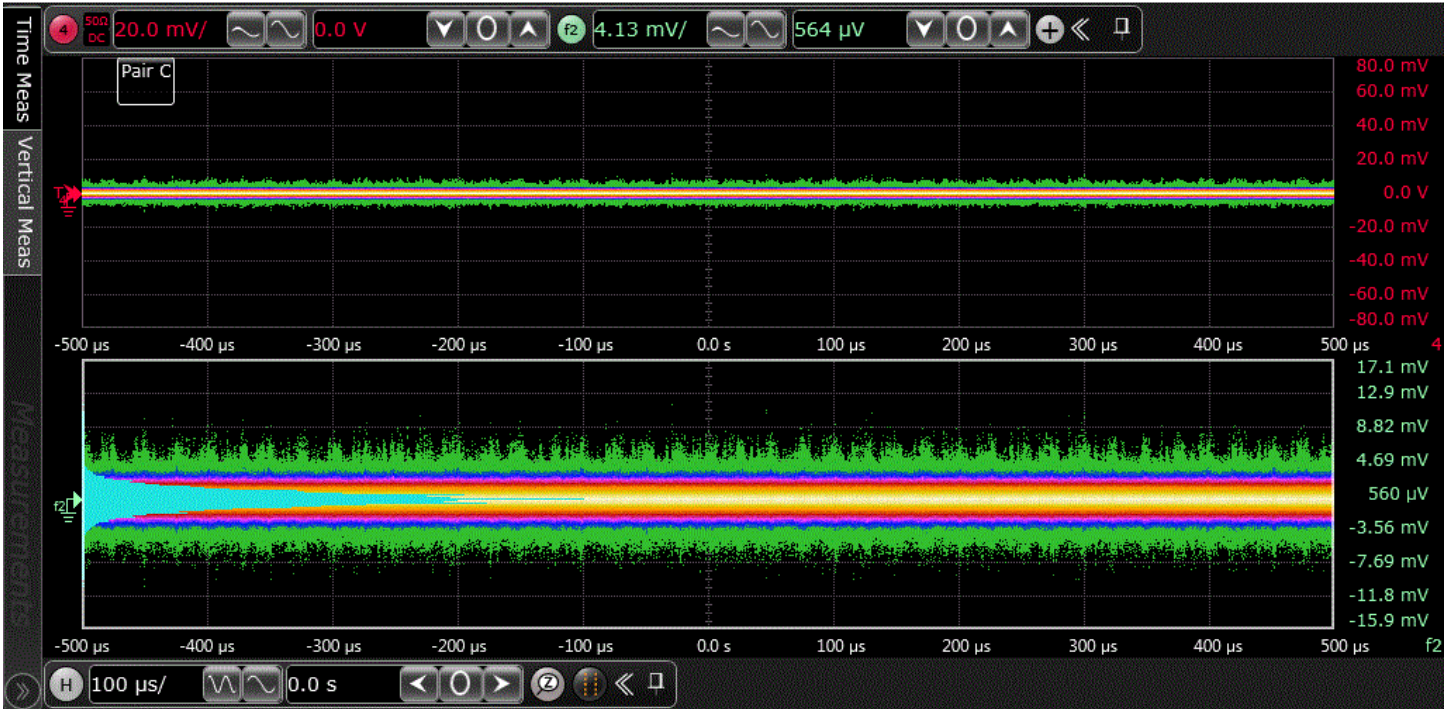 Time Meas
Vertical Meas
Measurements
4
50Ω
DC
20.0 mV/
0.0 V
f2
4.13 mV/
564 µV
Pair C
80.0 mV
60.0 mV
40.0 mV
20.0 mV
0.0 V
-20.0 mV
-40.0 mV
-60.0 mV
-80.0 mV
T
-500 µs
-400 µs
-300 µs
-200 µs
-100 µs
0.0 s
100 µs
200 µs
300 µs
400 µs
500 µs
4
17.1 mV
12.9 mV
8.82 mV
4.69 mV
560 µV
-3.56 mV
-7.69 mV
-11.8 mV
-15.9 mV
f2
-500 µs
-400 µs
-300 µs
-200 µs
-100 µs
0.0 s
100 µs
200 µs
300 µs
400 µs
500 µs
f2
H
100 µs/
0.0 s
Z